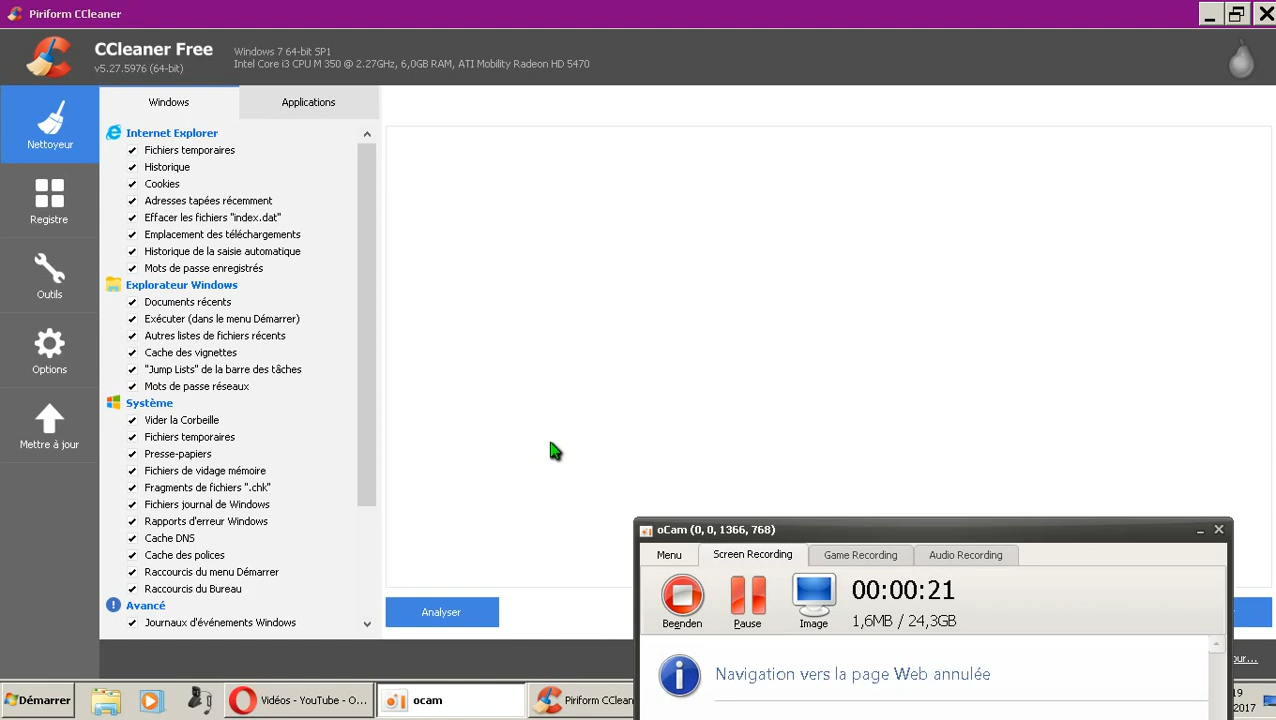 Piriform CCleaner
CCleaner Free
v5.27.5976 (64-bit)
Windows 7 64-bit SP1
Intel Core i3 CPU M 350 @ 2.27GHz, 6,0GB RAM, ATI Mobility Radeon HD 5470
Nettoyeur
Registre
Outils
Options
Mettre à jour
Windows
Applications
Internet Explorer
Fichiers temporaires
Historique
Cookies
Adresses tapées récemment
Effacer les fichiers "index.dat"
Emplacement des téléchargements
Historique de la saisie automatique
Mots de passe enregistrés
Explorateur Windows
Documents récents
Exécuter (dans le menu Démarrer)
Autres listes de fichiers récents
Cache des vignettes
"Jump Lists" de la barre des tâches
Mots de passe réseaux
Système
Vider la Corbeille
Fichiers temporaires
Presse-papiers
Fichiers de vidage mémoire
Fragments de fichiers ".chk"
Fichiers journal de Windows
Rapports d'erreur Windows
Cache DNS
Cache des polices
Raccourcis du menu Démarrer
Raccourcis du Bureau
Avancé
Journaux d'événements Windows
Analyser
oCam (0, 0, 1366, 768)
Menu
Screen Recording
Game Recording
Audio Recording
Beenden
Pause
Image
00:00:21
1,6MB / 24,3GB
Navigation vers la page Web annulée
our...
Démarrer
Vidéos - YouTube - O...
ocam
Piriform CClean
19
2017